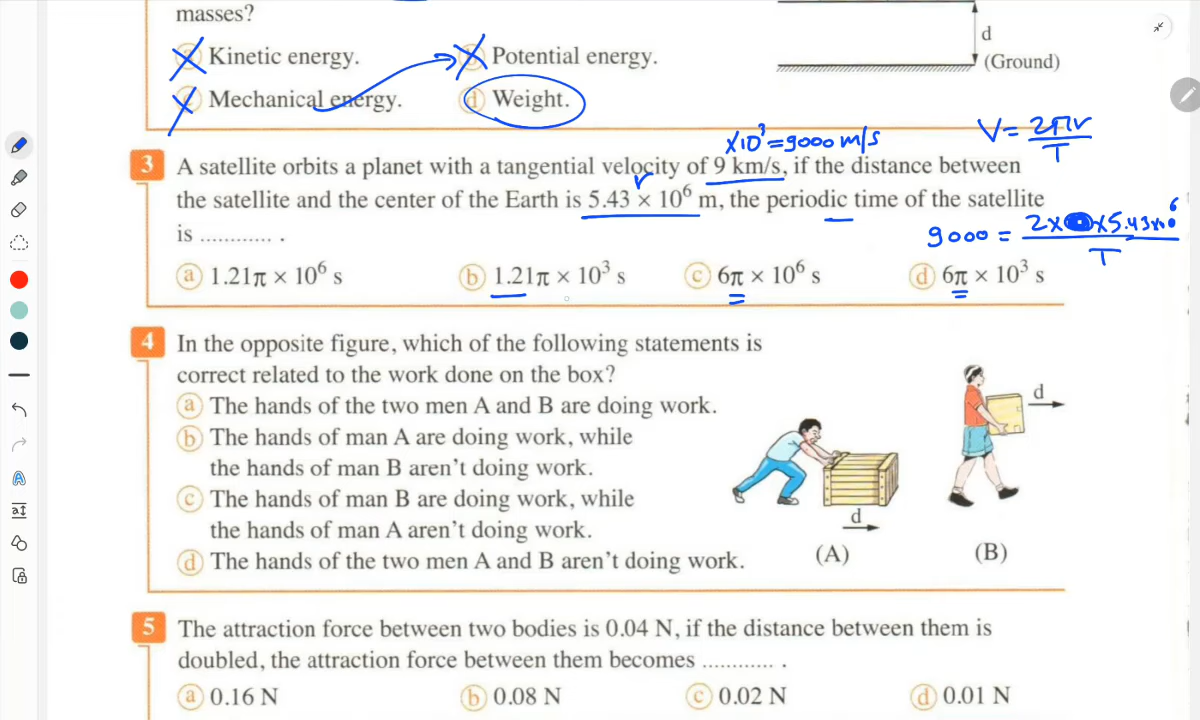 masses?
d
(Ground)
a Kinetic energy.
b Potential energy.
c Mechanical energy.
d Weight.
×10³=9000 m/s
V = 2πr / T
3 A satellite orbits a planet with a tangential velocity of 9 km/s, if the distance between
r
the satellite and the center of the Earth is 5.43 × 10⁶ m, the periodic time of the satellite
is ............ .
9000 = 2× ×5.43×10⁶ / T
a 1.21π × 10⁶ s
b 1.21π × 10³ s
c 6π × 10⁶ s
d 6π × 10³ s
4 In the opposite figure, which of the following statements is
correct related to the work done on the box?
a The hands of the two men A and B are doing work.
b The hands of man A are doing work, while
the hands of man B aren't doing work.
c The hands of man B are doing work, while
the hands of man A aren't doing work.
d The hands of the two men A and B aren't doing work.
d
d
(A)
(B)
5 The attraction force between two bodies is 0.04 N, if the distance between them is
doubled, the attraction force between them becomes ............ .
a 0.16 N
b 0.08 N
c 0.02 N
d 0.01 N